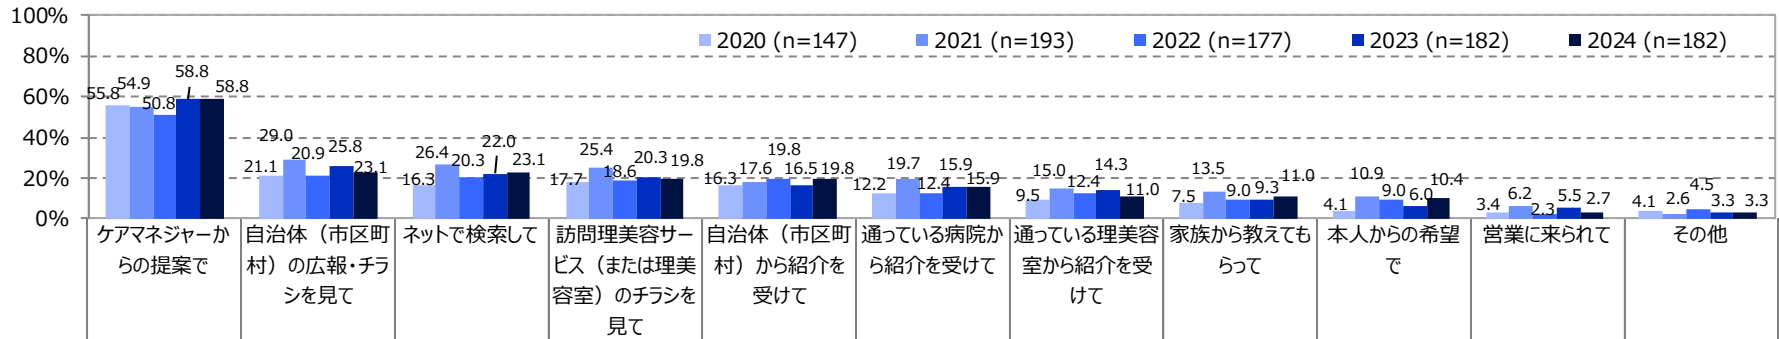 100%
80%
60%
40%
20%
0%
2020 (n=147) 2021 (n=193) 2022 (n=177) 2023 (n=182) 2024 (n=182)
55.8 54.9 50.8 58.8 58.8
21.1 29.0 20.9 25.8 23.1
16.3 26.4 20.3 22.0 23.1
17.7 25.4 18.6 20.3 19.8
16.3 17.6 19.8 16.5 19.8
12.2 19.7 12.4 15.9 15.9
9.5 15.0 12.4 14.3 11.0
7.5 13.5 9.0 9.3 11.0
4.1 10.9 9.0 6.0 10.4
3.4 6.2 2.3 5.5 2.7
4.1 2.6 4.5 3.3 3.3
ケアマネジャーか
らの提案で
自治体（市区町
村）の広報・チラ
シを見て
ネットで検索して
訪問理美容サー
ビス（または理美
容室）のチラシを
見て
自治体（市区町
村）から紹介を
受けて
通っている病院か
ら紹介を受けて
通っている理美容
室から紹介を受
けて
家族から教えても
らって
本人からの希望
で
営業に来られて
その他